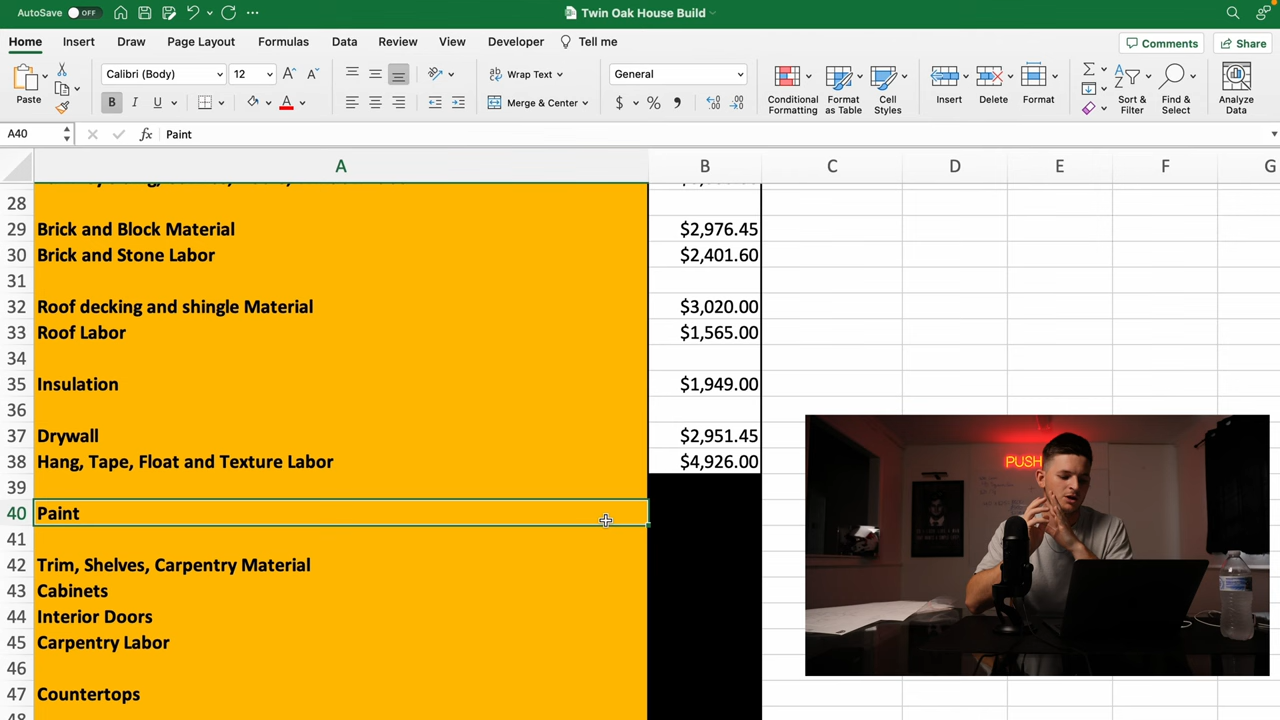 AutoSave OFF
Twin Oak House Build
Home Insert Draw Page Layout Formulas Data Review View Developer Tell me
Comments Share
Paste
Calibri (Body) 12
B I U
Wrap Text
Merge & Center
General
$ %
Conditional Formatting
Format as Table
Cell Styles
Insert
Delete
Format
Sort & Filter
Find & Select
Analyze Data
A40 fx Paint
A B C D E F G
28
29 Brick and Block Material $2,976.45
30 Brick and Stone Labor $2,401.60
31
32 Roof decking and shingle Material $3,020.00
33 Roof Labor $1,565.00
34
35 Insulation $1,949.00
36
37 Drywall $2,951.45
38 Hang, Tape, Float and Texture Labor $4,926.00
39
40 Paint
41
42 Trim, Shelves, Carpentry Material
43 Cabinets
44 Interior Doors
45 Carpentry Labor
46
47 Countertops
48
PUSH